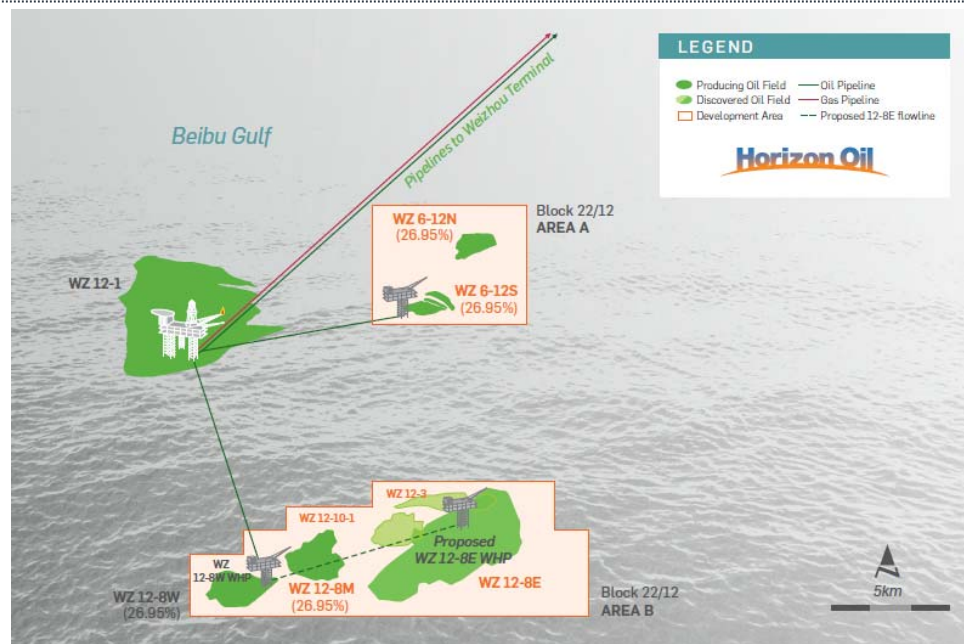 LEGEND
Producing Oil Field
Discovered Oil Field
Development Area
Oil Pipeline
Gas Pipeline
Proposed 12-8E flowline
Horizon Oil
Beibu Gulf
Pipelines to Weizhou Terminal
Block 22/12
AREA A
WZ 6-12N
(26.95%)
WZ 12-1
WZ 6-12S
(26.95%)
WZ 12-3
WZ 12-10-1
Proposed
WZ 12-8E WHP
WZ
12-8W WHP
WZ 12-8E
WZ 12-8M
(26.95%)
WZ 12-8W
(26.95%)
Block 22/12
AREA B
5km